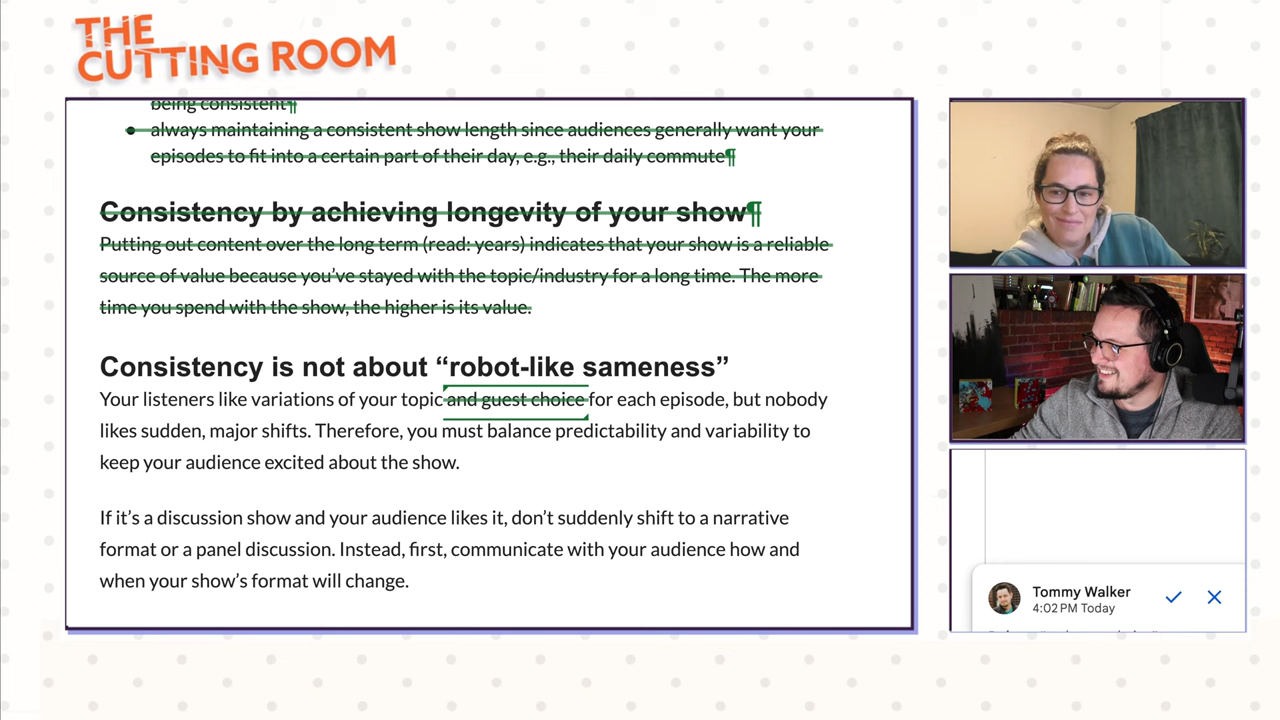 THE
CUTTING ROOM
being consistent¶
always maintaining a consistent show length since audiences generally want your
episodes to fit into a certain part of their day, e.g., their daily commute¶
Consistency by achieving longevity of your show¶
Putting out content over the long term (read: years) indicates that your show is a reliable
source of value because you’ve stayed with the topic/industry for a long time. The more
time you spend with the show, the higher is its value.
Consistency is not about “robot-like sameness”
Your listeners like variations of your topic and guest choice for each episode, but nobody
likes sudden, major shifts. Therefore, you must balance predictability and variability to
keep your audience excited about the show.
If it’s a discussion show and your audience likes it, don’t suddenly shift to a narrative
format or a panel discussion. Instead, first, communicate with your audience how and
when your show’s format will change.
Tommy Walker
4:02 PM Today